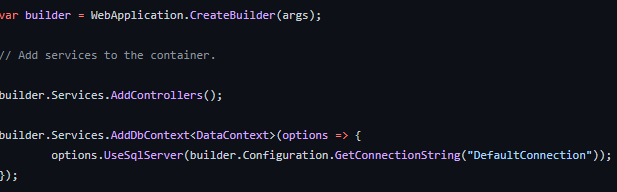 var builder = WebApplication.CreateBuilder(args);
// Add services to the container.
builder.Services.AddControllers();
builder.Services.AddDbContext<DataContext>(options => {
options.UseSqlServer(builder.Configuration.GetConnectionString("DefaultConnection"));
});